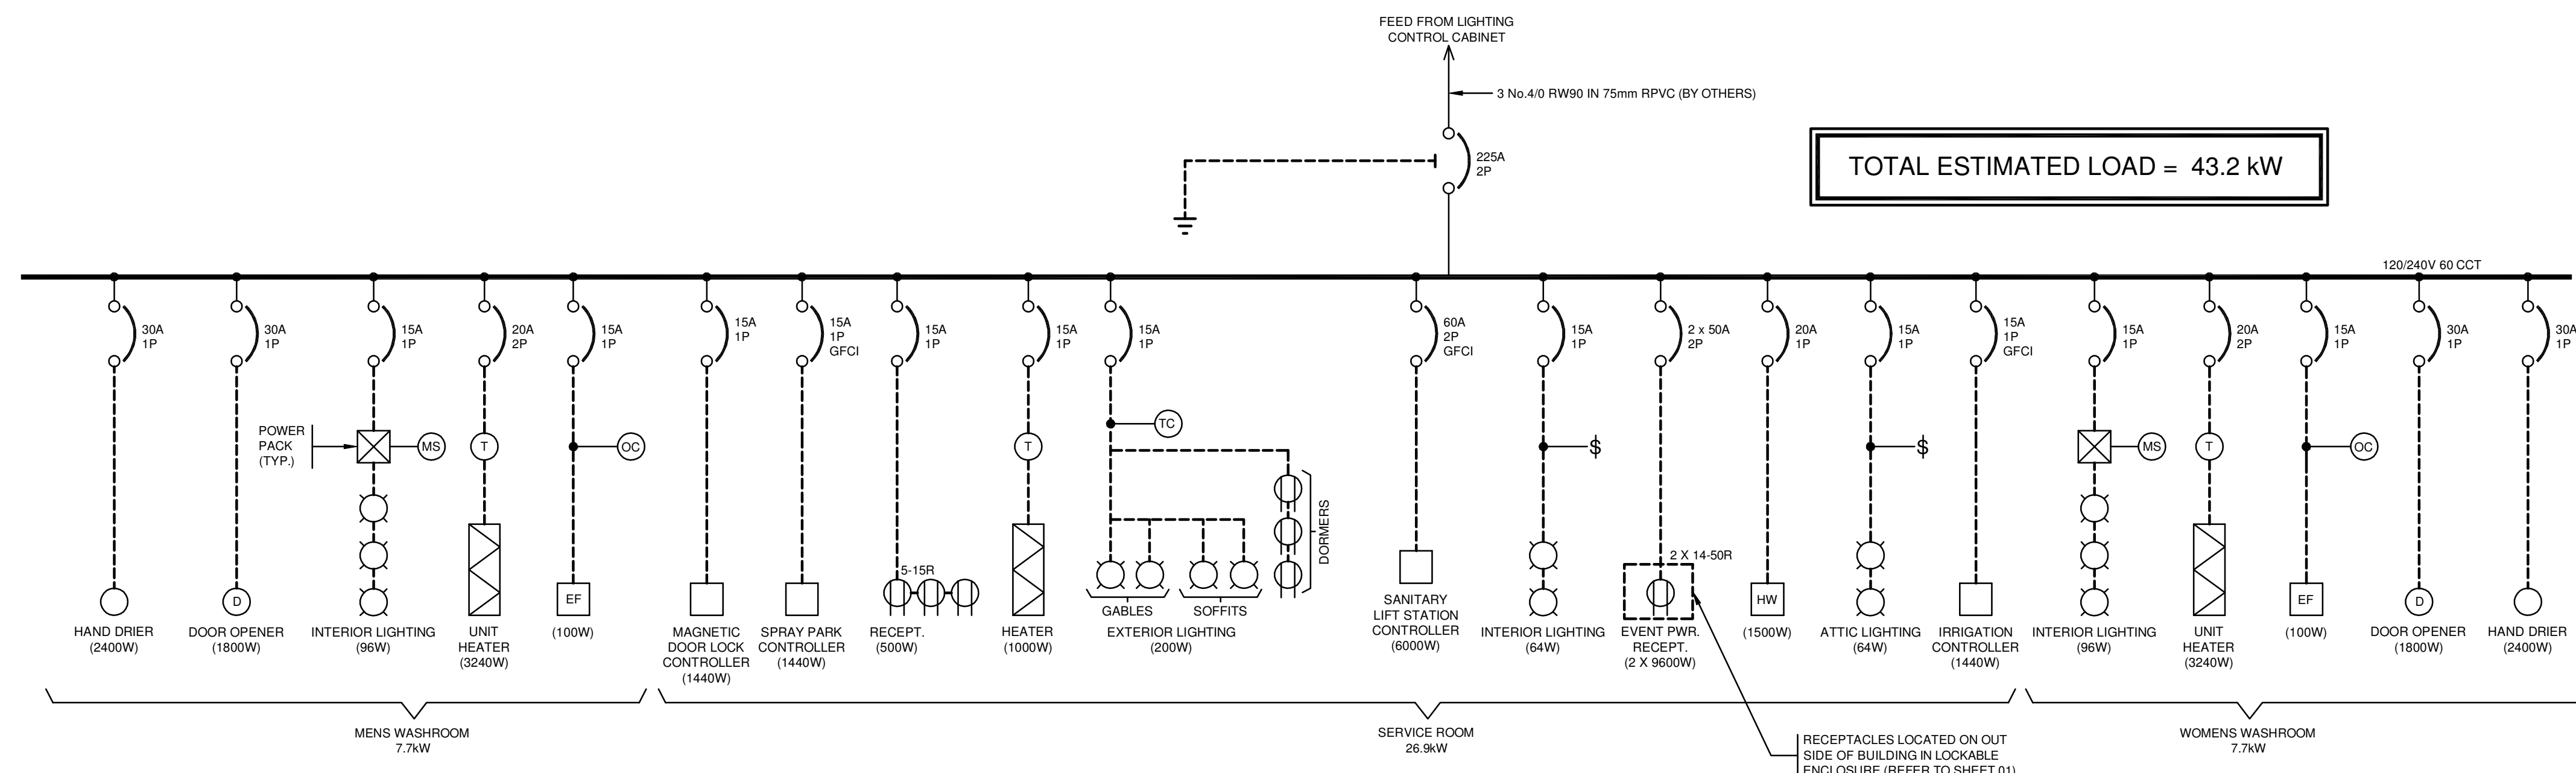 FEED FROM LIGHTING
CONTROL CABINET
3 No.4/0 RW90 IN 75mm RPVC (BY OTHERS)
225A
2P
TOTAL ESTIMATED LOAD = 43.2 kW
120/240V 60 CCT
30A
1P
30A
1P
15A
1P
20A
2P
15A
1P
15A
1P
15A
1P
GFCI
15A
1P
15A
1P
15A
1P
60A
2P
GFCI
15A
1P
2 x 50A
2P
20A
1P
15A
1P
15A
1P
GFCI
15A
1P
20A
2P
15A
1P
30A
1P
30A
1P
POWER
PACK
(TYP.)
MS
T
OC
T
TC
$
$
MS
T
OC
DORMERS
5-15R
2 X 14-50R
D
EF
GABLES
SOFFITS
HW
EF
D
HAND DRIER
(2400W)
DOOR OPENER
(1800W)
INTERIOR LIGHTING
(96W)
UNIT
HEATER
(3240W)
(100W)
MAGNETIC
DOOR LOCK
CONTROLLER
(1440W)
SPRAY PARK
CONTROLLER
(1440W)
RECEPT.
(500W)
HEATER
(1000W)
EXTERIOR LIGHTING
(200W)
SANITARY
LIFT STATION
CONTROLLER
(6000W)
INTERIOR LIGHTING
(64W)
EVENT PWR.
RECEPT.
(2 X 9600W)
(1500W)
ATTIC LIGHTING
(64W)
IRRIGATION
CONTROLLER
(1440W)
INTERIOR LIGHTING
(96W)
UNIT
HEATER
(3240W)
(100W)
DOOR OPENER
(1800W)
HAND DRIER
(2400W)
MENS WASHROOM
7.7kW
SERVICE ROOM
26.9kW
WOMENS WASHROOM
7.7kW
RECEPTACLES LOCATED ON OUT
SIDE OF BUILDING IN LOCKABLE
ENCLOSURE (REFER TO SHEET 01)